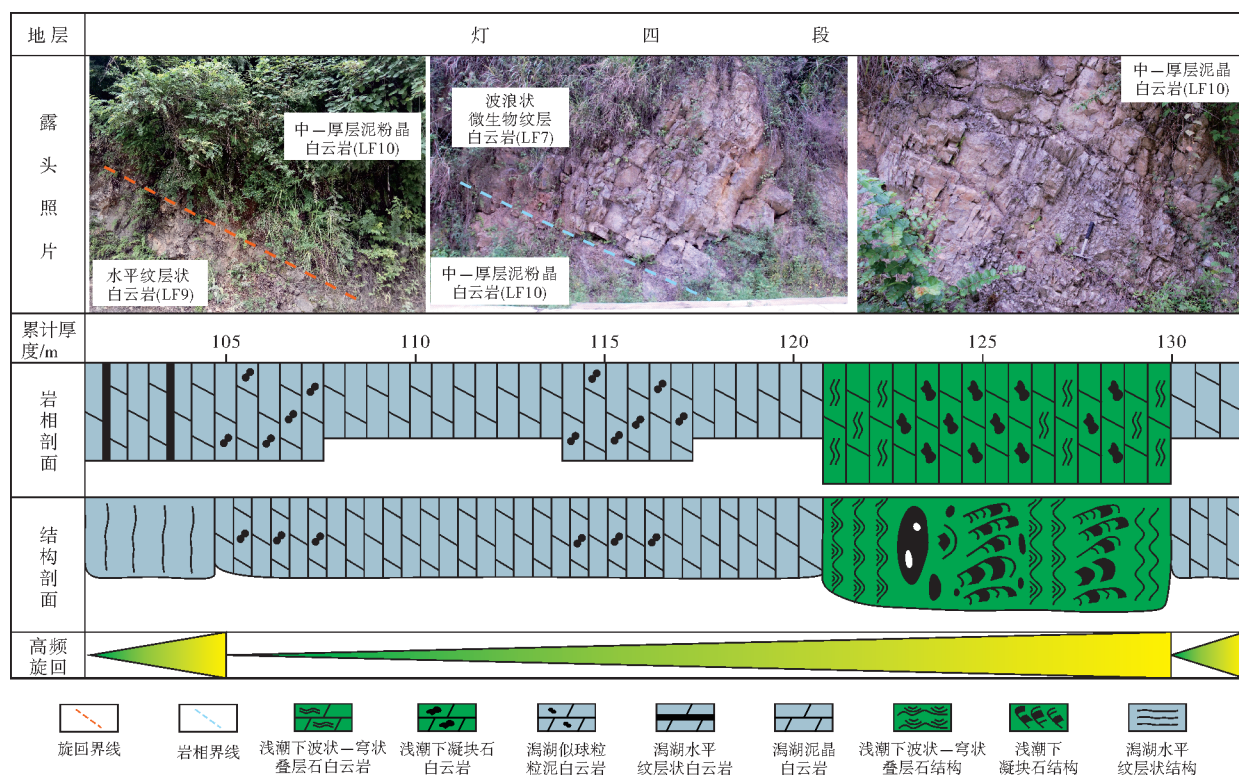 地层
灯四段
露头照片
中—厚层泥粉晶
白云岩(LF10)
水平纹层状
白云岩(LF9)
波浪状
微生物纹层
白云岩(LF7)
中—厚层泥粉晶
白云岩(LF10)
中—厚层泥晶
白云岩(LF10)
累计厚
度/m
105 110 115 120 125 130
岩相剖面
结构剖面
高频
旋回
旋回界线
岩相界线
浅潮下波状—穹状
叠层石白云岩
浅潮下凝块石
白云岩
潟湖似球粒
粒泥白云岩
潟湖水平
纹层状白云岩
潟湖泥晶
白云岩
浅潮下波状—穹状
叠层石结构
浅潮下
凝块石结构
潟湖水平
纹层状结构